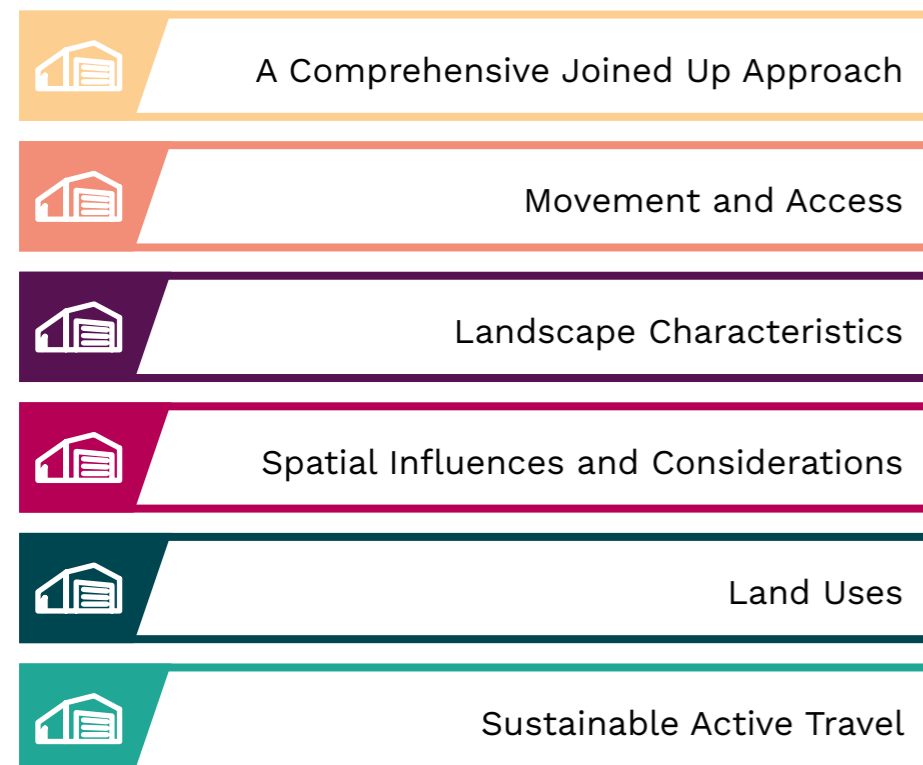 A Comprehensive Joined Up Approach
Movement and Access
Landscape Characteristics
Spatial Influences and Considerations
Land Uses
Sustainable Active Travel